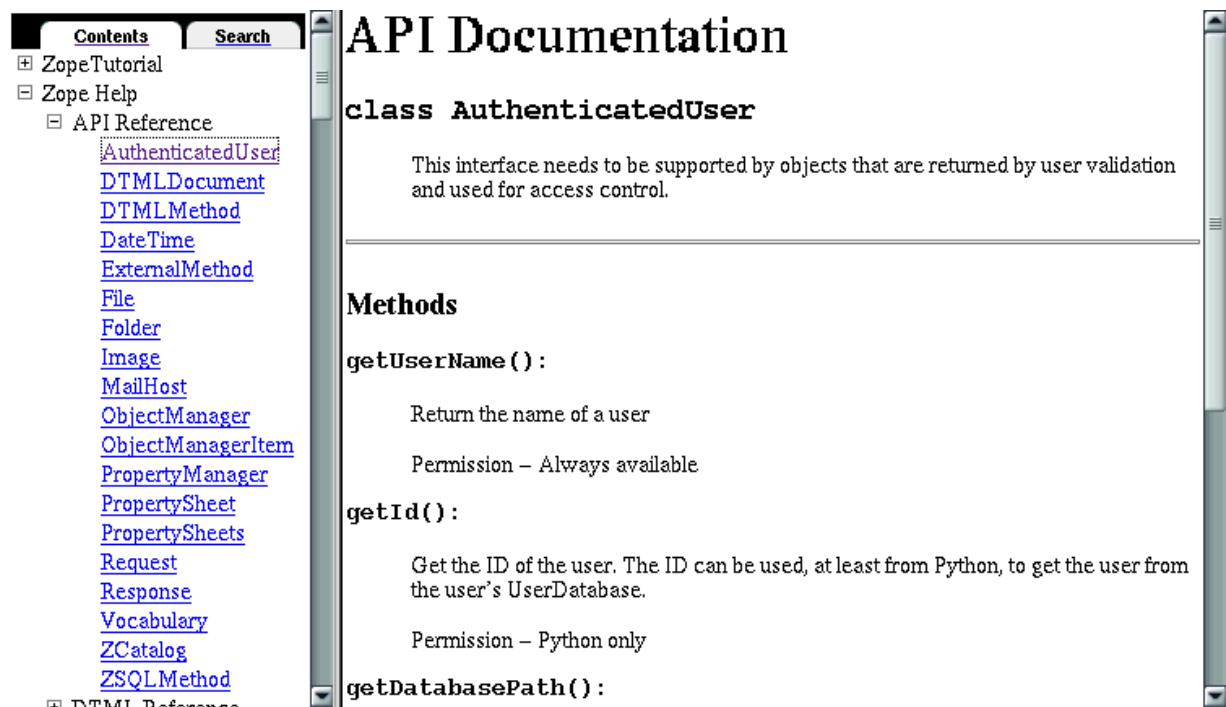 Contents Search
ZopeTutorial
Zope Help
API Reference
AuthenticatedUser
DTMLDocument
DTMLMethod
DateTime
ExternalMethod
File
Folder
Image
MailHost
ObjectManager
ObjectManagerItem
PropertyManager
PropertySheet
PropertySheets
Request
Response
Vocabulary
ZCatalog
ZSQLMethod
DTML Reference
API Documentation
class AuthenticatedUser
This interface needs to be supported by objects that are returned by user validation
and used for access control.
Methods
getUserName():
Return the name of a user
Permission – Always available
getId():
Get the ID of the user. The ID can be used, at least from Python, to get the user from
the user's UserDatabase.
Permission – Python only
getDatabasePath():